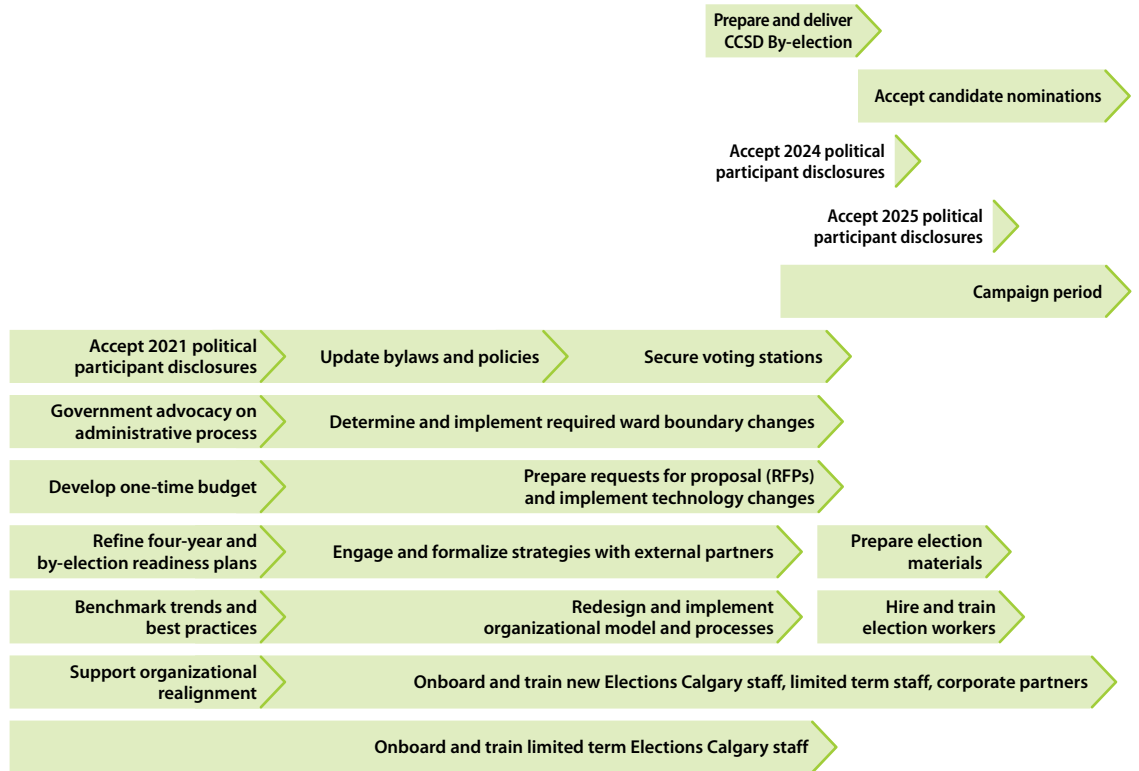 Prepare and deliver
CCSD By-election
Accept candidate nominations
Accept 2024 political
participant disclosures
Accept 2025 political
participant disclosures
Campaign period
Accept 2021 political
participant disclosures
Update bylaws and policies
Secure voting stations
Government advocacy on
administrative process
Determine and implement required ward boundary changes
Develop one-time budget
Prepare requests for proposal (RFPs)
and implement technology changes
Refine four-year and
by-election readiness plans
Engage and formalize strategies with external partners
Prepare election
materials
Benchmark trends and
best practices
Redesign and implement
organizational model and processes
Hire and train
election workers
Support organizational
realignment
Onboard and train new Elections Calgary staff, limited term staff, corporate partners
Onboard and train limited term Elections Calgary staff